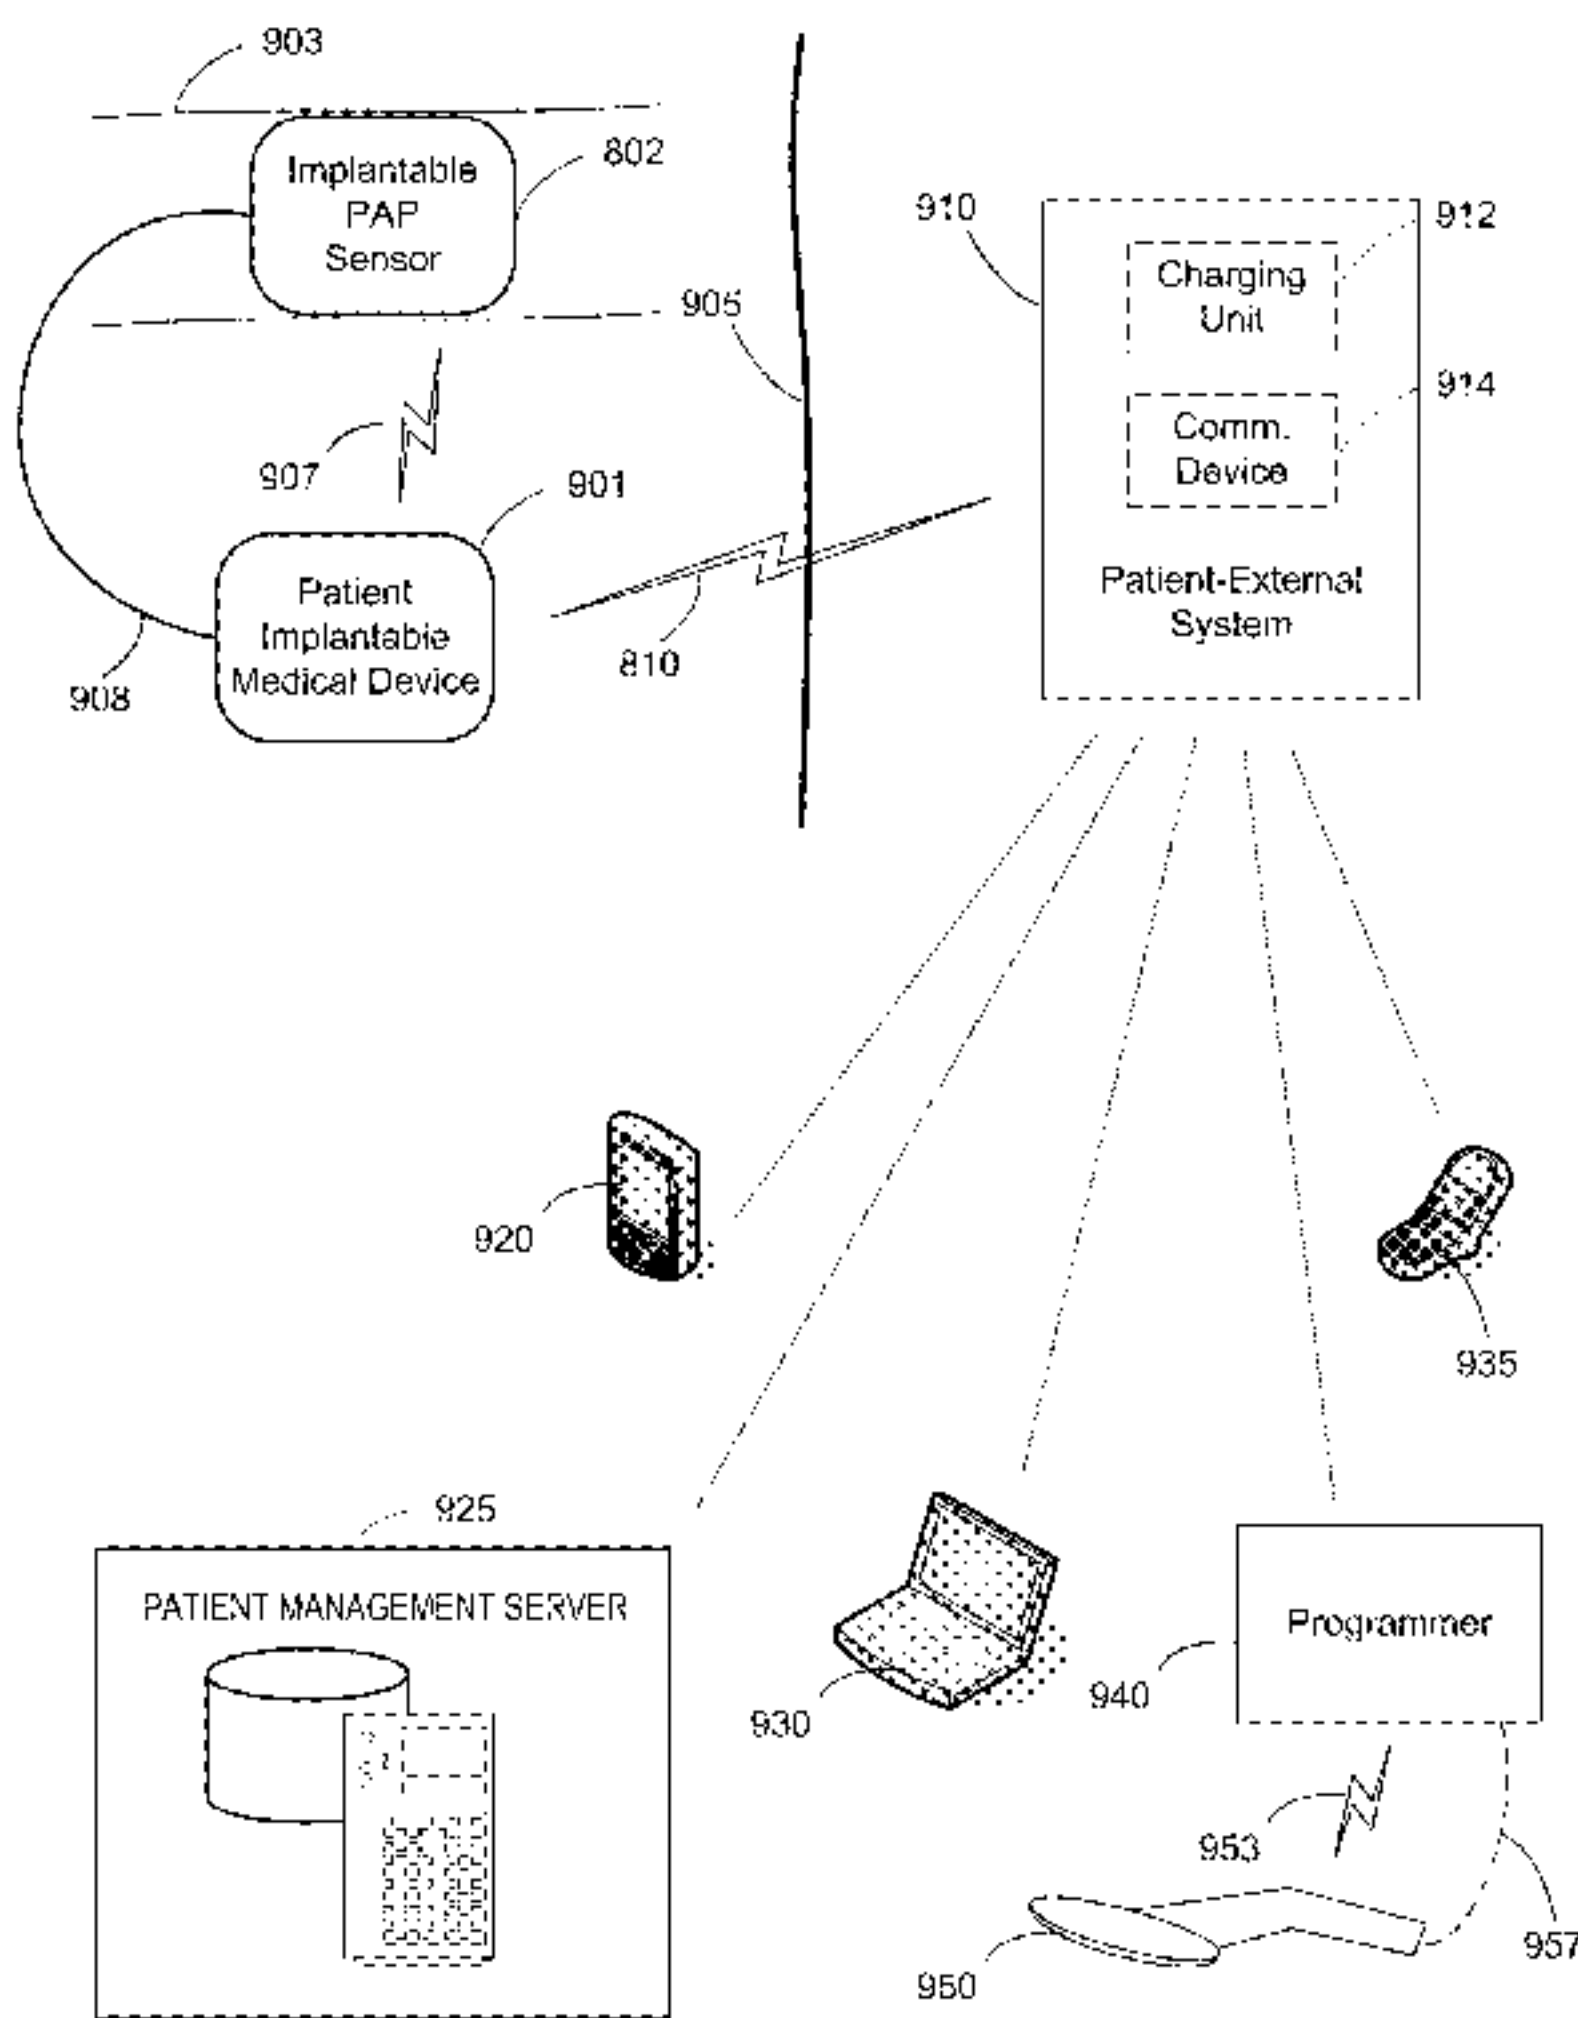 903
Implantable
PAP
Sensor
802
910
912
Charging
Unit
905
914
Comm.
Device
907
901
Patient
Implantable
Medical Device
908
810
Patient-External
System
920
935
925
PATIENT MANAGEMENT SERVER
930
940
Programmer
953
950
957